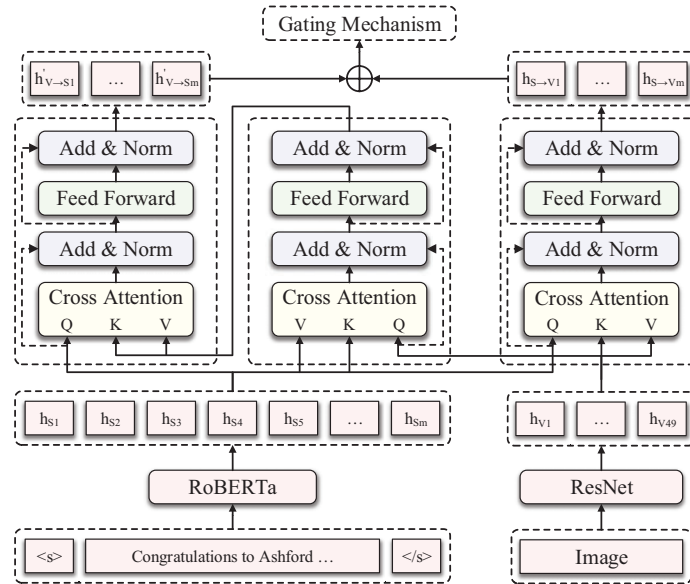 Gating Mechanism
h'V→S1 … h'V→Sm
hS→V1 … hS→Vm
Add & Norm
Add & Norm
Add & Norm
Feed Forward
Feed Forward
Feed Forward
Add & Norm
Add & Norm
Add & Norm
Cross Attention
Q K V
Cross Attention
V K Q
Cross Attention
Q K V
hS1 hS2 hS3 hS4 hS5 … hSm
hV1 … hV49
RoBERTa
ResNet
<s> Congratulations to Ashford … </s>
Image